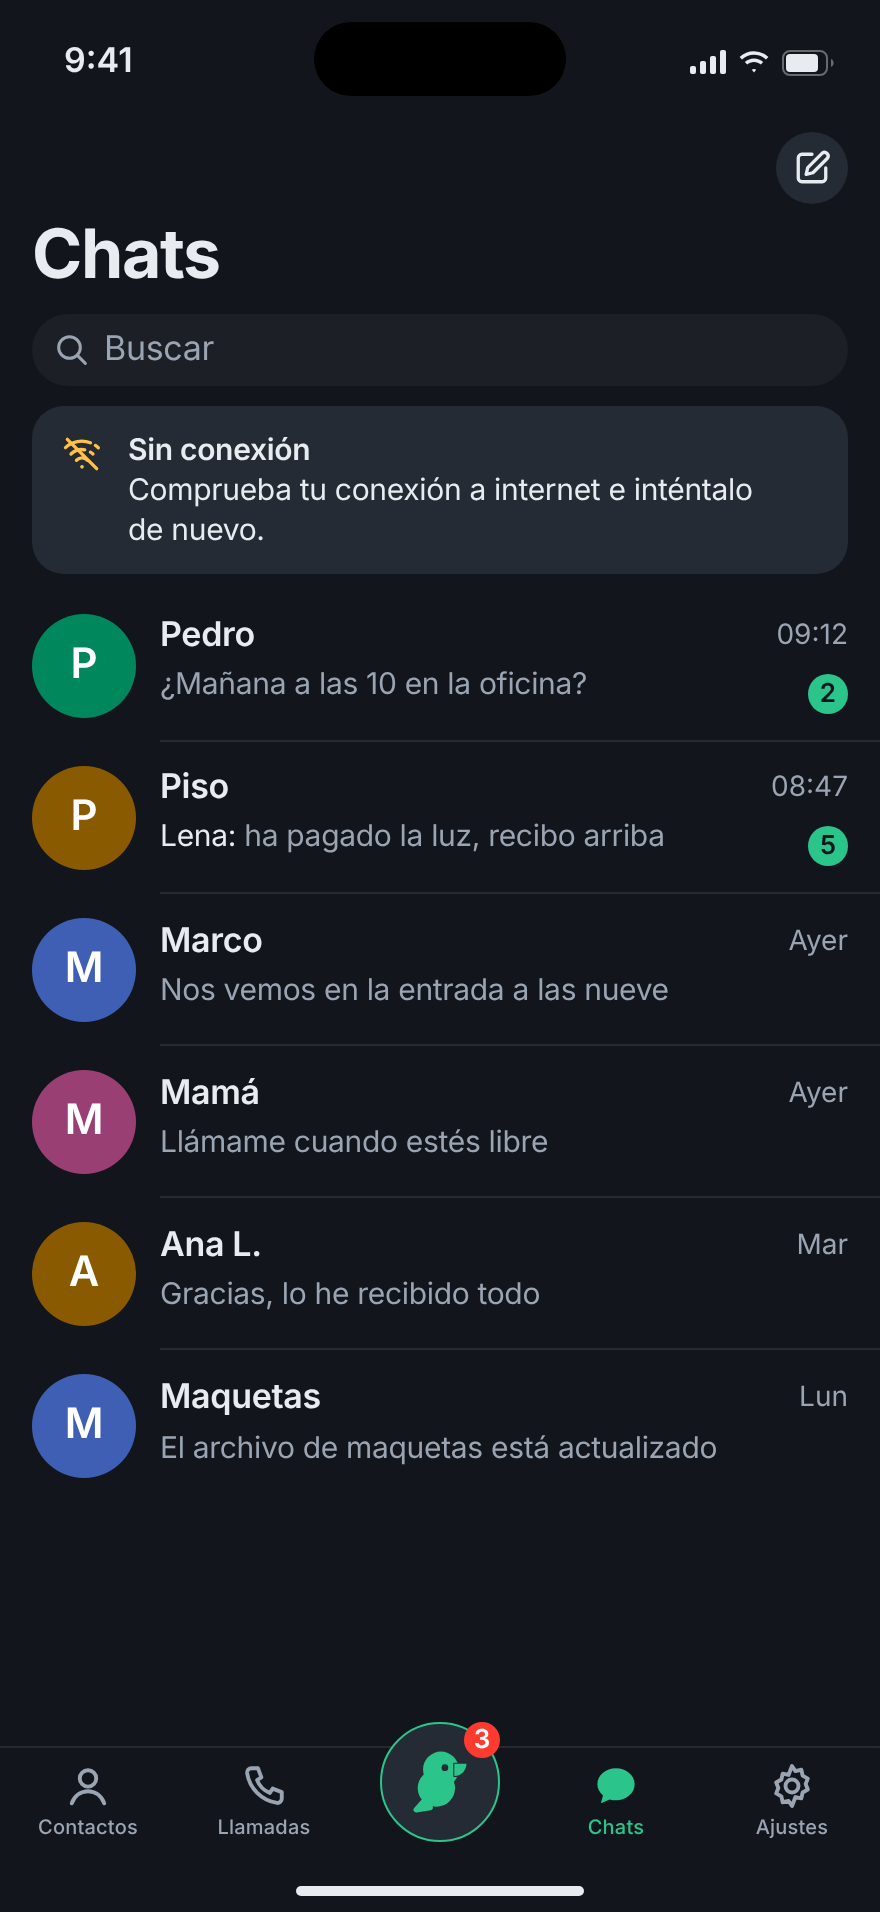 9:41
Chats
Buscar
Sin conexión
Comprueba tu conexión a internet e inténtalo
de nuevo.
P
Pedro
09:12
¿Mañana a las 10 en la oficina?
2
P
Piso
08:47
Lena: ha pagado la luz, recibo arriba
5
M
Marco
Ayer
Nos vemos en la entrada a las nueve
M
Mamá
Ayer
Llámame cuando estés libre
A
Ana L.
Mar
Gracias, lo he recibido todo
M
Maquetas
Lun
El archivo de maquetas está actualizado
3
Contactos
Llamadas
Chats
Ajustes